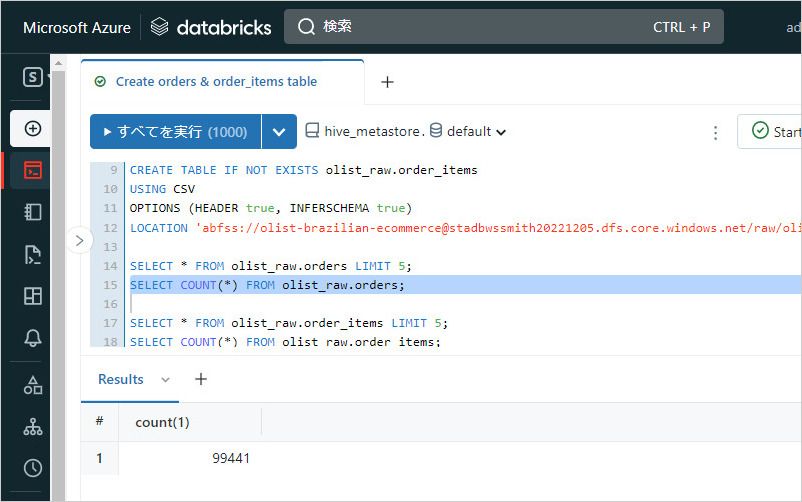 Microsoft Azure databricks 検索 CTRL + P ad
S
Create orders & order_items table +
すべてを実行 (1000) hive_metastore. default Start
9 CREATE TABLE IF NOT EXISTS olist_raw.order_items
10 USING CSV
11 OPTIONS (HEADER true, INFERSCHEMA true)
12 LOCATION 'abfss://olist-brazilian-ecommerce@stadbwssmith20221205.dfs.core.windows.net/raw/oli
13
14 SELECT * FROM olist_raw.orders LIMIT 5;
15 SELECT COUNT(*) FROM olist_raw.orders;
16
17 SELECT * FROM olist_raw.order_items LIMIT 5;
18 SELECT COUNT(*) FROM olist_raw.order_items;
Results +
# count(1)
1 99441